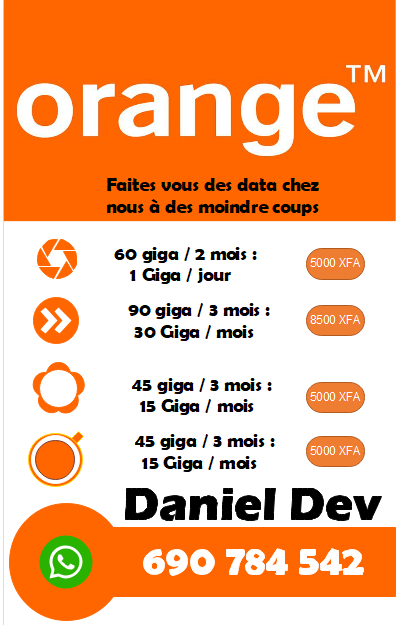 orange™
Faites vous des data chez
nous à des moindre coups
60 giga / 2 mois :
1 Giga / jour
5000 XFA
90 giga / 3 mois :
30 Giga / mois
8500 XFA
45 giga / 3 mois :
15 Giga / mois
5000 XFA
45 giga / 3 mois :
15 Giga / mois
5000 XFA
Daniel Dev
690 784 542